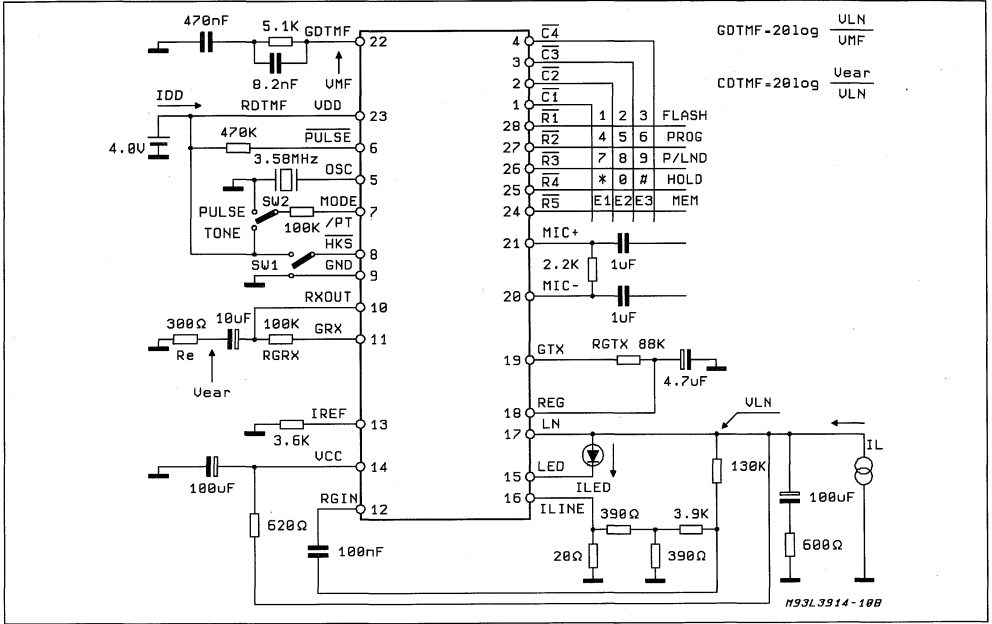 470nF
5.1K
GDTMF
22
8.2nF
VMF
IDD
RDTMF
VDD
23
4.0V
470K
PULSE
6
3.58MHz
OSC
5
SW2
MODE
7
PULSE
100K
/PT
TONE
HKS
8
SW1
GND
9
RXOUT
10
300Ω
10uF
100K
GRX
11
Re
RGRX
Vear
IREF
13
3.6K
VCC
14
100uF
RGIN
12
620Ω
100nF
4 C4
3 C3
2 C2
1 C1
28 R1 1 2 3 FLASH
27 R2 4 5 6 PROG
26 R3 7 8 9 P/LND
25 R4 * 0 # HOLD
24 R5 E1 E2 E3 MEM
21 MIC+
1uF
2.2K
20 MIC-
1uF
19 GTX
RGTX 88K
4.7uF
18 REG
17 LN
VLN
IL
15 LED
ILED
130K
16 ILINE
100uF
390Ω
3.9K
20Ω
390Ω
600Ω
GDTMF=20log VLN
VMF
CDTMF=20log Vear
VLN
M93L3914-10B